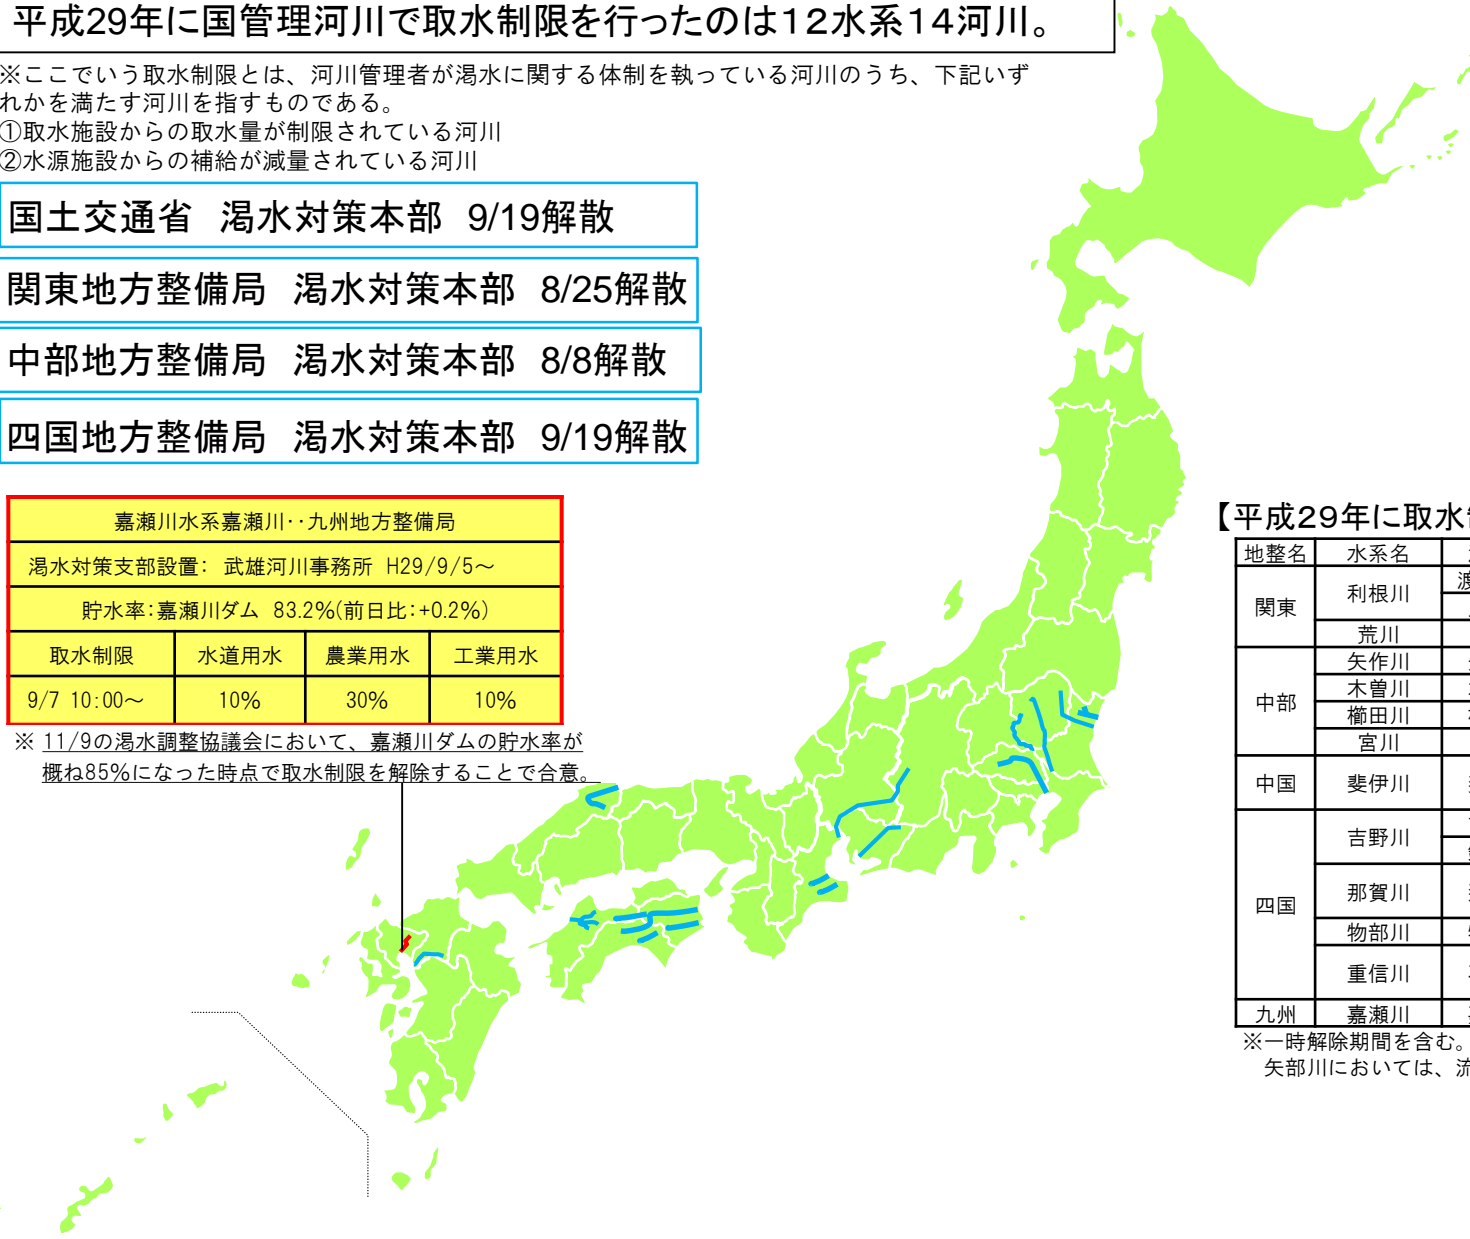 平成29年に国管理河川で取水制限を行ったのは12水系14河川。
※ここでいう取水制限とは、河川管理者が渇水に関する体制を執っている河川のうち、下記いず
れかを満たす河川を指すものである。
①取水施設からの取水量が制限されている河川
②水源施設からの補給が減量されている河川
国土交通省　渇水対策本部　9/19解散
関東地方整備局　渇水対策本部　8/25解散
中部地方整備局　渇水対策本部　8/8解散
四国地方整備局　渇水対策本部　9/19解散
嘉瀬川水系嘉瀬川‥九州地方整備局
渇水対策支部設置： 武雄河川事務所 H29/9/5～
貯水率：嘉瀬川ダム 83.2%(前日比：+0.2%)
取水制限 水道用水 農業用水 工業用水
9/7 10:00～ 10% 30% 10%
※ 11/9の渇水調整協議会において、嘉瀬川ダムの貯水率が
概ね85%になった時点で取水制限を解除することで合意。
【平成29年に取水
地整名 水系名
関東 利根川 渡
荒川
中部 矢作川
木曽川
櫛田川
宮川
中国 斐伊川
四国 吉野川
那賀川
物部川
重信川
九州 嘉瀬川
※一時解除期間を含む。
矢部川においては、流